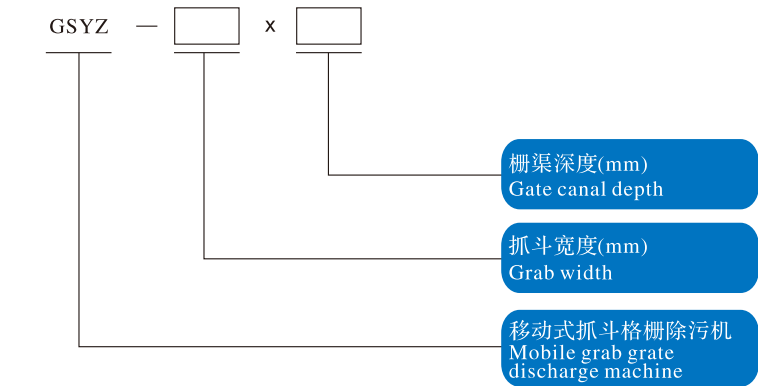 GSYZ — x
栅渠深度(mm)
Gate canal depth
抓斗宽度(mm)
Grab width
移动式抓斗格栅除污机
Mobile grab grate
discharge machine